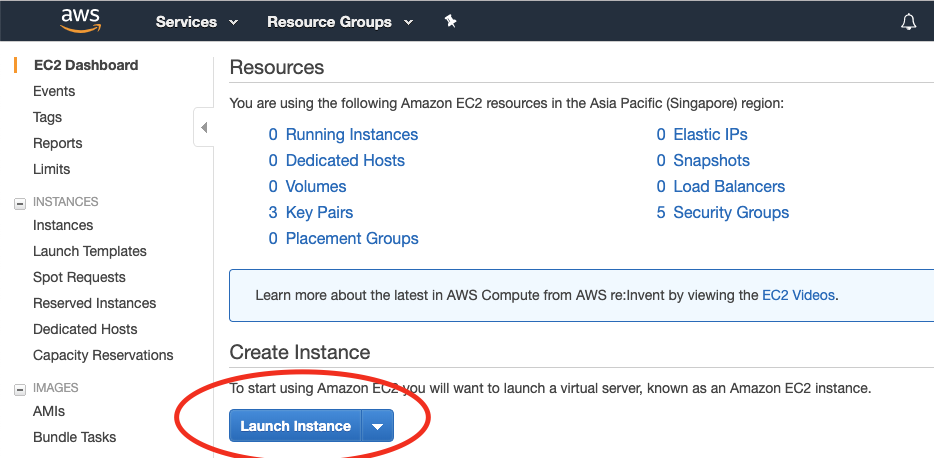 aws Services Resource Groups
EC2 Dashboard
Events
Tags
Reports
Limits
INSTANCES
Instances
Launch Templates
Spot Requests
Reserved Instances
Dedicated Hosts
Capacity Reservations
IMAGES
AMIs
Bundle Tasks
Resources
You are using the following Amazon EC2 resources in the Asia Pacific (Singapore) region:
0 Running Instances 0 Elastic IPs
0 Dedicated Hosts 0 Snapshots
0 Volumes 0 Load Balancers
3 Key Pairs 5 Security Groups
0 Placement Groups
Learn more about the latest in AWS Compute from AWS re:Invent by viewing the EC2 Videos.
Create Instance
To start using Amazon EC2 you will want to launch a virtual server, known as an Amazon EC2 instance.
Launch Instance